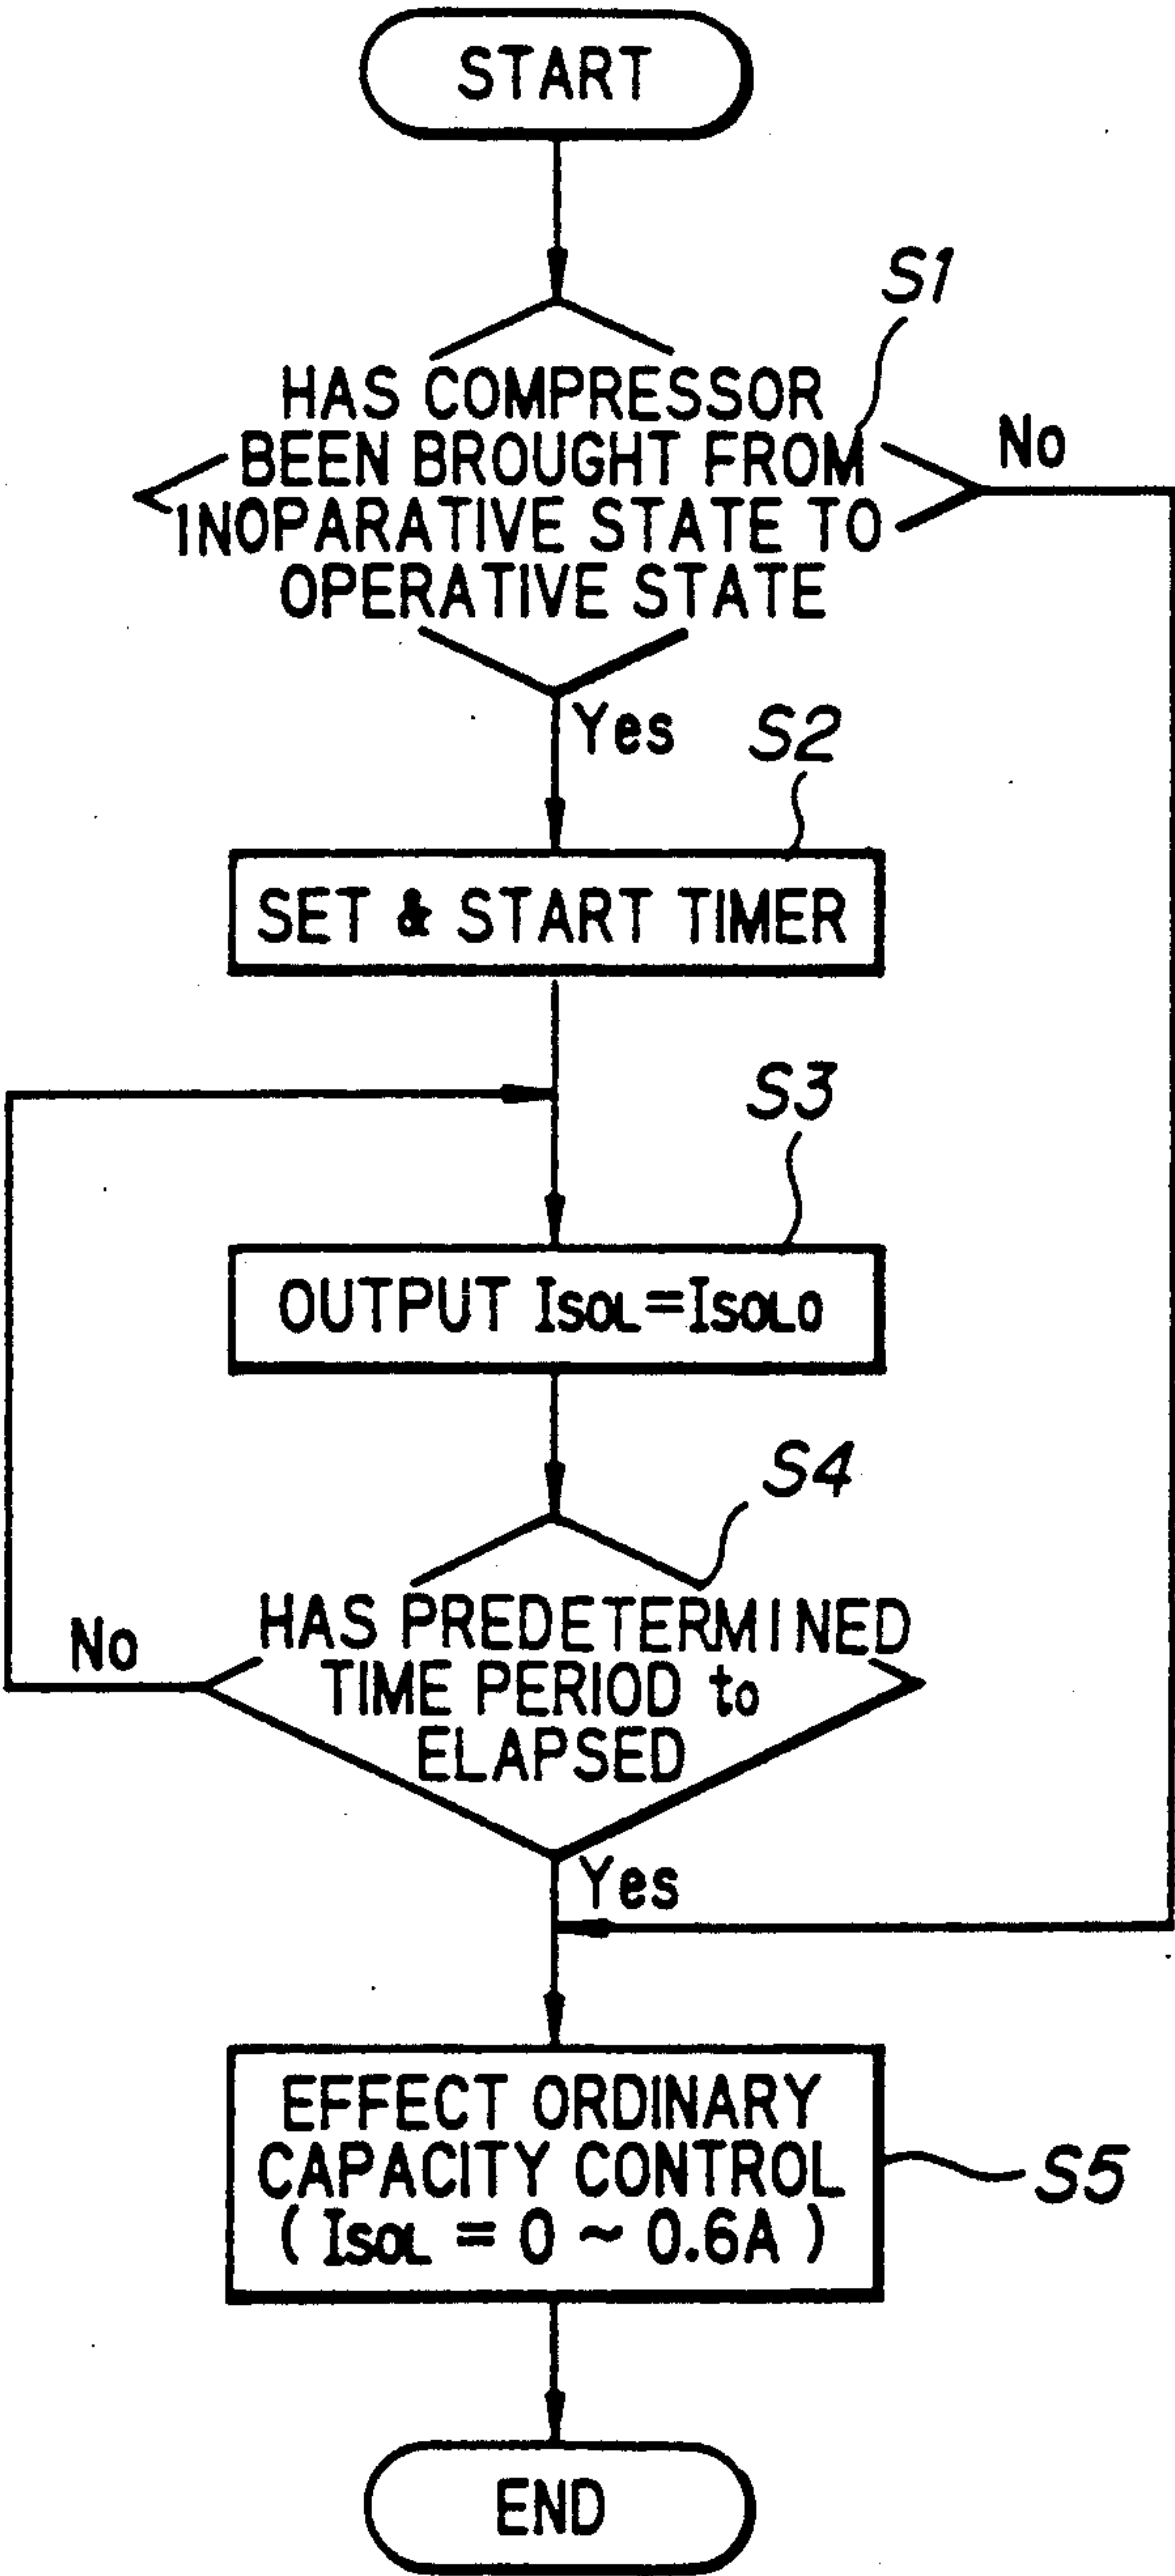 START
S1
HAS COMPRESSOR
BEEN BROUGHT FROM
INOPARATIVE STATE TO
OPERATIVE STATE
No
Yes
S2
SET & START TIMER
S3
OUTPUT ISOL=ISOL0
S4
HAS PREDETERMINED
TIME PERIOD to
ELAPSED
No
Yes
EFFECT ORDINARY
CAPACITY CONTROL
( ISOL = 0 ~ 0.6A )
S5
END